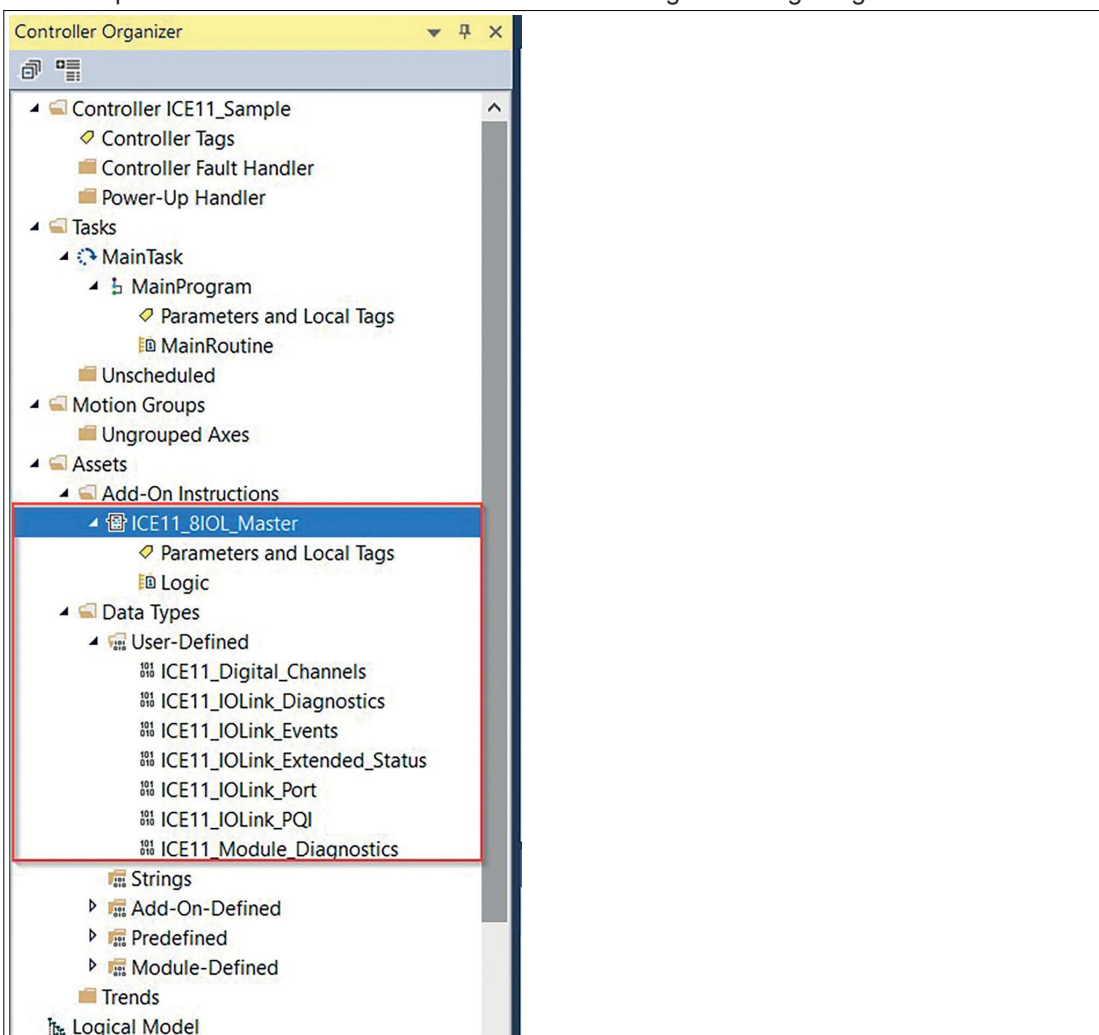 Controller Organizer
Controller ICE11_Sample
Controller Tags
Controller Fault Handler
Power-Up Handler
Tasks
MainTask
MainProgram
Parameters and Local Tags
MainRoutine
Unscheduled
Motion Groups
Ungrouped Axes
Assets
Add-On Instructions
ICE11_8IOL_Master
Parameters and Local Tags
Logic
Data Types
User-Defined
ICE11_Digital_Channels
ICE11_IOLink_Diagnostics
ICE11_IOLink_Events
ICE11_IOLink_Extended_Status
ICE11_IOLink_Port
ICE11_IOLink_PQI
ICE11_Module_Diagnostics
Strings
Add-On-Defined
Predefined
Module-Defined
Trends
Logical Model